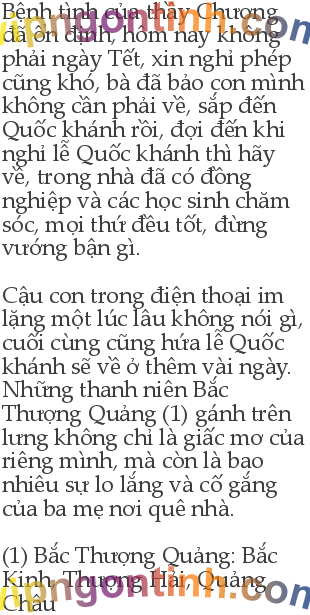 Bệnh tình của thầy Chương
đã ổn định, hôm nay không
phải ngày Tết, xin nghỉ phép
cũng khó, bà đã bảo con mình
không cần phải về, sắp đến
Quốc khánh rồi, đợi đến khi
nghỉ lễ Quốc khánh thì hãy
về, trong nhà đã có đồng
nghiệp và các học sinh chăm
sóc, mọi thứ đều tốt, đừng
vướng bận gì.
Cậu con trong điện thoại im
lặng một lúc lâu không nói gì,
cuối cùng cũng hứa lễ Quốc
khánh sẽ về ở thêm vài ngày.
Những thanh niên Bắc
Thượng Quảng (1) gánh trên
lưng không chỉ là giấc mơ của
riêng mình, mà còn là bao
nhiêu sự lo lắng và cố gắng
của ba mẹ nơi quê nhà.
(1) Bắc Thượng Quảng: Bắc
Kinh, Thượng Hải, Quảng
Châu